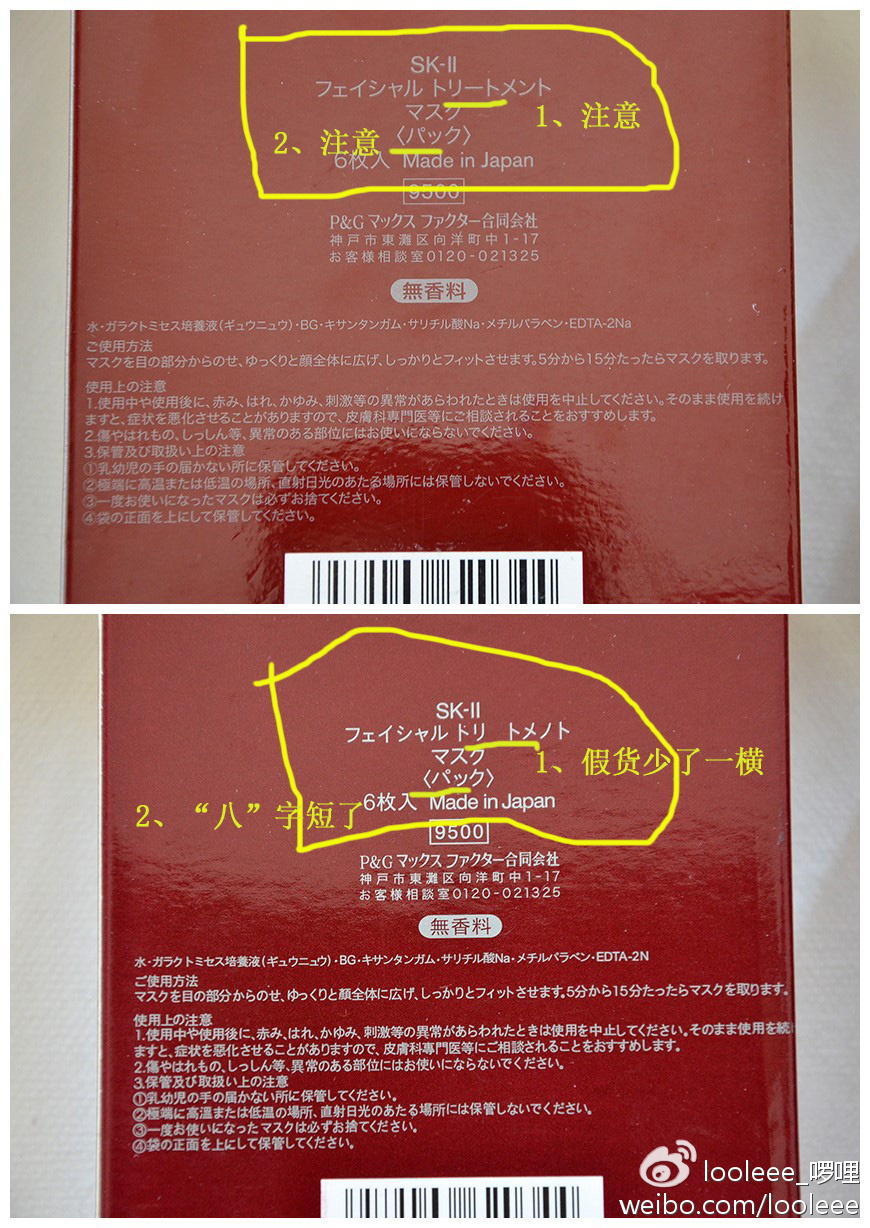 SK-II
フェイシャル トリートメント
マスク
1、注意
2、注意
〈パック〉
6枚入 Made in Japan
9500
P&G マックス ファクター合同会社
神戸市東灘区向洋町中1-17
お客様相談室0120-021325
無香料
水・ガラクトミセス培養液(ギュウニュウ)・BG・キサンタンガム・サリチル酸Na・メチルパラベン・EDTA-2Na
ご使用方法
マスクを目の部分からのせ、ゆっくりと顔全体に広げ、しっかりとフィットさせます。5分から15分たったらマスクを取ります。
使用上の注意
1.使用中や使用後に、赤み、はれ、かゆみ、刺激等の異常があらわれたときは使用を中止してください。そのまま使用を続け
ますと、症状を悪化させることがありますので、皮膚科専門医等にご相談されることをおすすめします。
2.傷やはれもの、しっしん等、異常のある部位にはお使いにならないでください。
3.保管及び取扱い上の注意
①乳幼児の手の届かない所に保管してください。
②極端に高温または低温の場所、直射日光のあたる場所には保管しないでください。
③一度お使いになったマスクは必ずお捨てください。
④袋の正面を上にして保管してください。
SK-II
フェイシャル トリ トメノト
マスク
1、假货少了一横
〈パック〉
2、“八”字短了
6枚入 Made in Japan
9500
P&G マックス ファクター合同会社
神戸市東灘区向洋町中1-17
お客様相談室0120-021325
無香料
水・ガラクトミセス培養液(ギュウニュウ)・BG・キサンタンガム・サリチル酸Na・メチルパラベン・EDTA-2N
ご使用方法
マスクを目の部分からのせ、ゆっくりと顔全体に広げ、しっかりとフィットさせます。5分から15分たったらマスクを取ります。
使用上の注意
1.使用中や使用後に、赤み、はれ、かゆみ、刺激等の異常があらわれたときは使用を中止してください。そのまま使用を続け
ますと、症状を悪化させることがありますので、皮膚科専門医等にご相談されることをおすすめします。
2.傷やはれもの、しっしん等、異常のある部位にはお使いにならないでください。
3.保管及び取扱い上の注意
①乳幼児の手の届かない所に保管してください。
②極端に高温または低温の場所、直射日光のあたる場所には保管しないでください。
③一度お使いになったマスクは必ずお捨てください。
④袋の正面を上にして保管してください。
looleee_啰哩
weibo.com/looleee